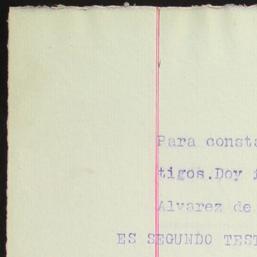 Para consta
tigos.Doy f
Alvarez de
ES SEGUNDO TEST